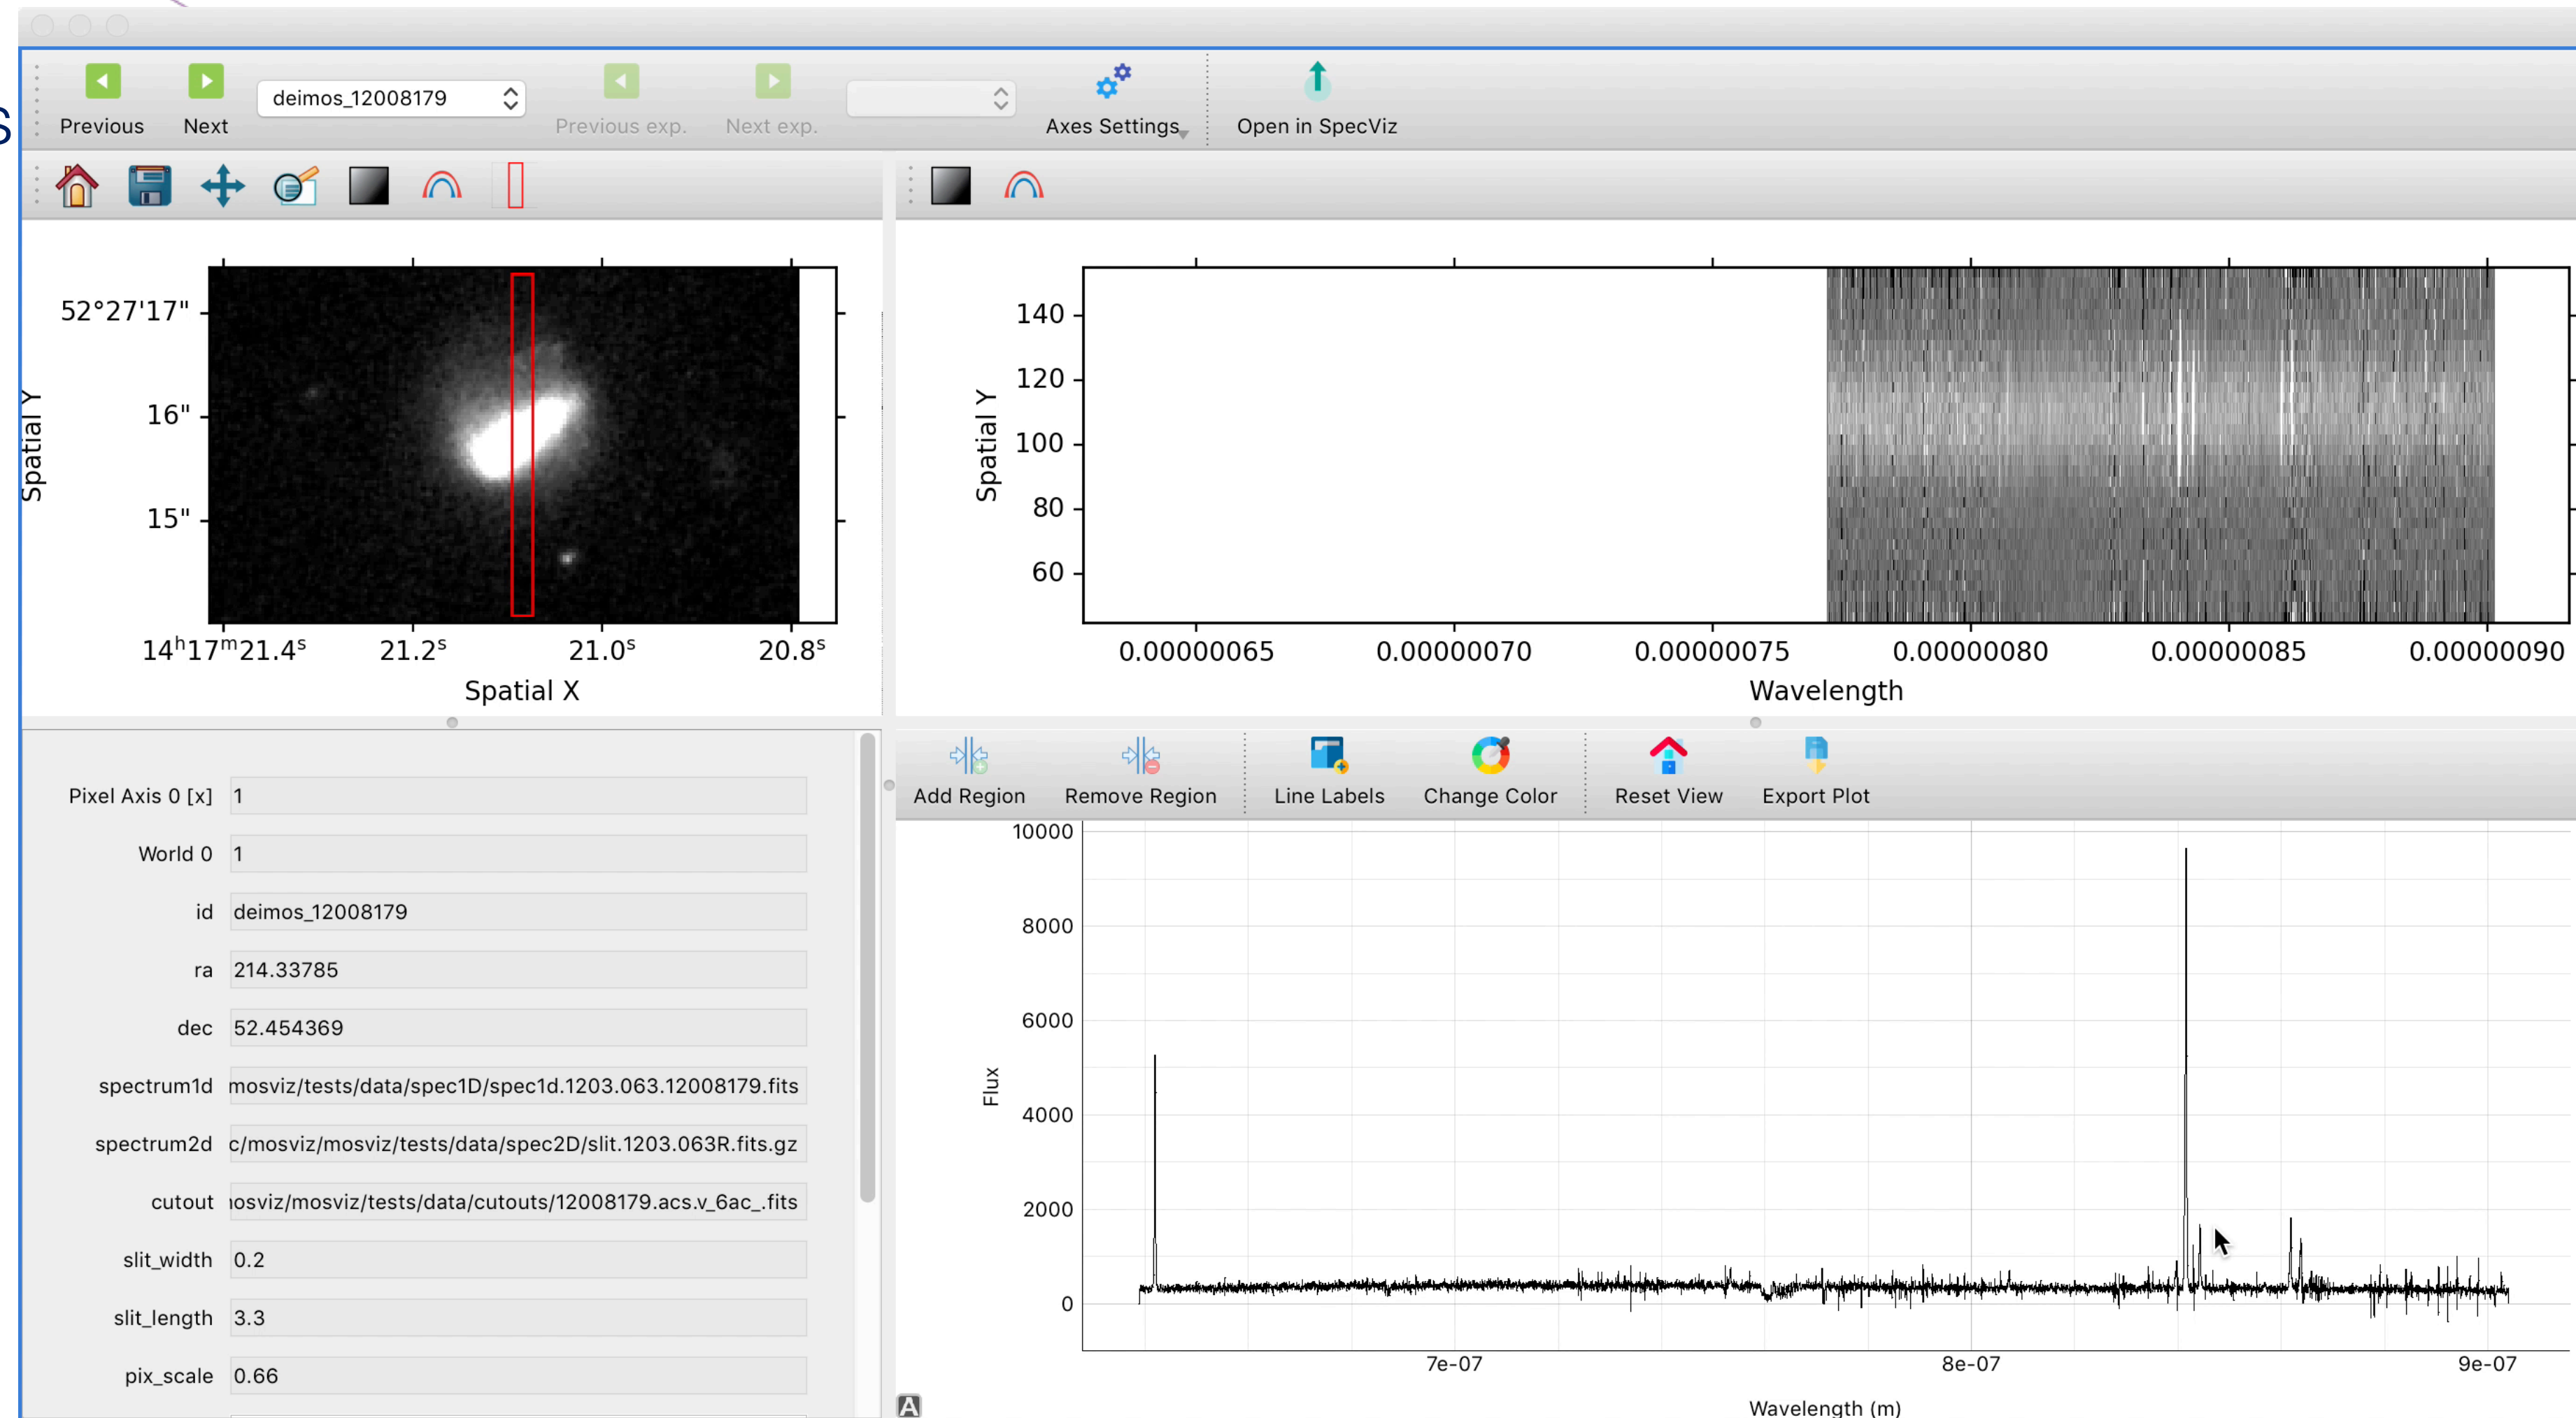 s
deimos_12008179
Previous Next Previous exp. Next exp. Axes Settings Open in SpecViz
52°27'17"
16"
15"
Spatial Y
14ʰ17ᵐ21.4ˢ 21.2ˢ 21.0ˢ 20.8ˢ
Spatial X
140
120
100
80
60
Spatial Y
0.00000065 0.00000070 0.00000075 0.00000080 0.00000085 0.00000090
Wavelength
Pixel Axis 0 [x] 1
World 0 1
id deimos_12008179
ra 214.33785
dec 52.454369
spectrum1d mosviz/tests/data/spec1D/spec1d.1203.063.12008179.fits
spectrum2d c/mosviz/mosviz/tests/data/spec2D/slit.1203.063R.fits.gz
cutout osviz/mosviz/tests/data/cutouts/12008179.acs.v_6ac_.fits
slit_width 0.2
slit_length 3.3
pix_scale 0.66
Add Region Remove Region Line Labels Change Color Reset View Export Plot
10000
8000
6000
4000
2000
0
Flux
7e-07 8e-07 9e-07
A
Wavelength (m)